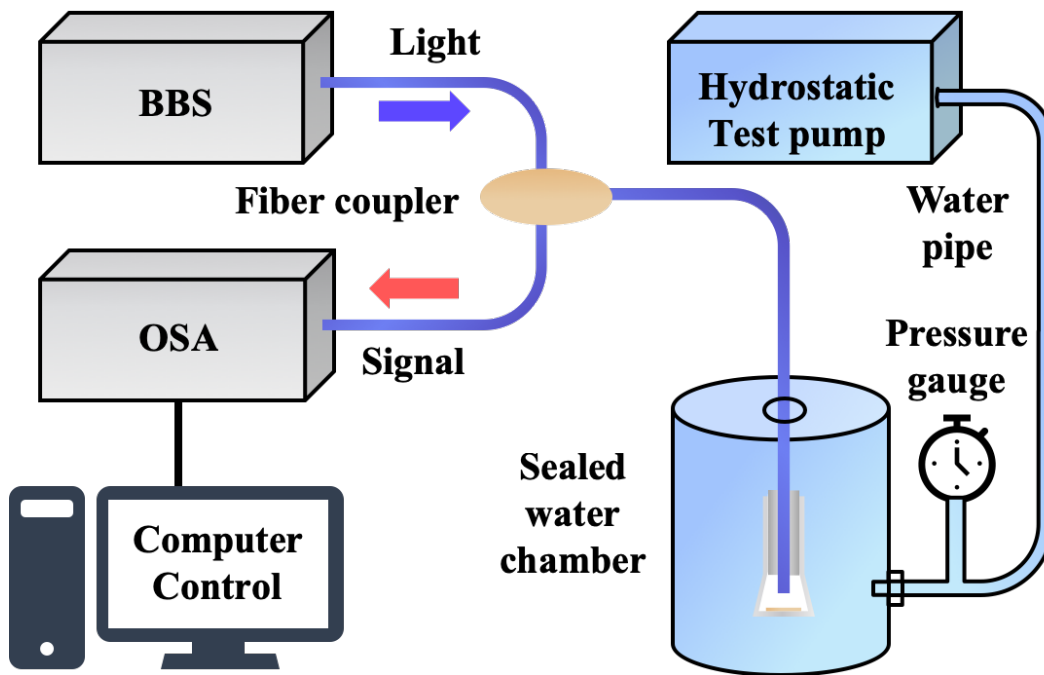 Light
BBS
Hydrostatic
Test pump
Fiber coupler
Water
pipe
OSA
Signal
Pressure
gauge
Sealed
water
chamber
Computer
Control